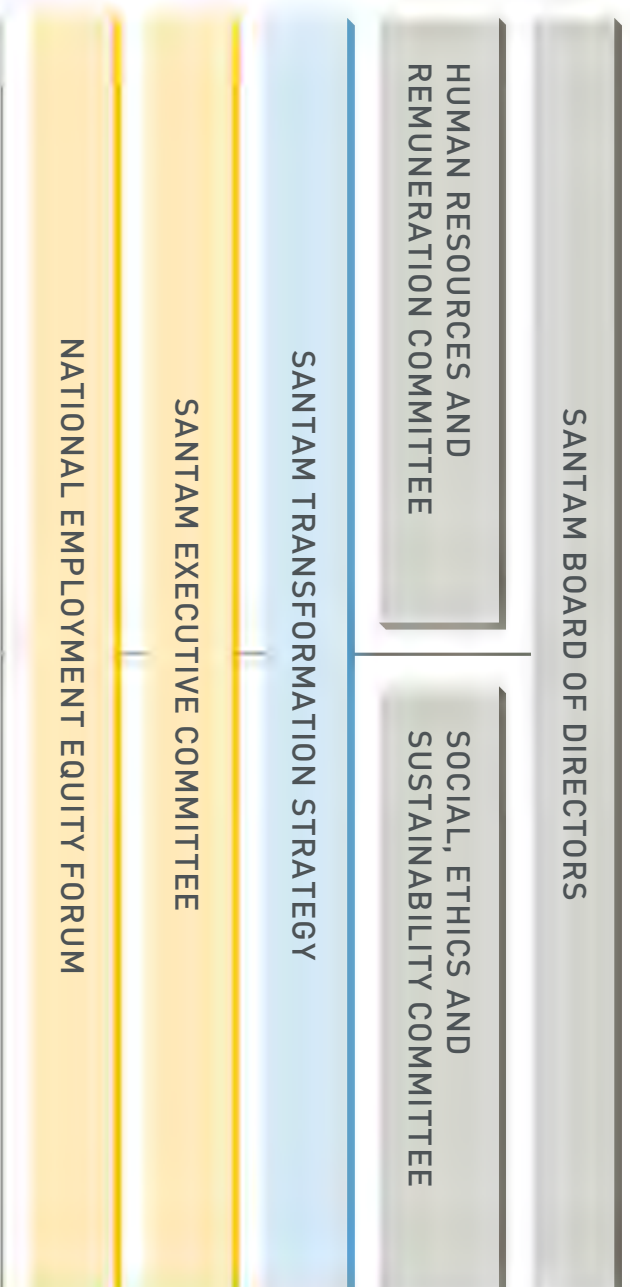 SANTAM BOARD OF DIRECTORS
HUMAN RESOURCES AND
REMUNERATION COMMITTEE
SOCIAL, ETHICS AND
SUSTAINABILITY COMMITTEE
SANTAM TRANSFORMATION STRATEGY
SANTAM EXECUTIVE COMMITTEE
NATIONAL EMPLOYMENT EQUITY FORUM